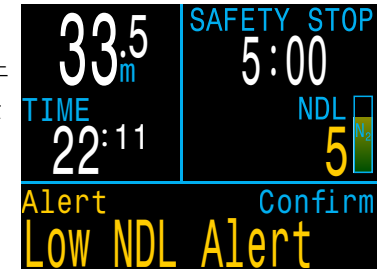 33.5 m
SAFETY STOP
5:00
TIME
22:11
NDL
5
N2
Alert
Confirm
Low NDL Alert